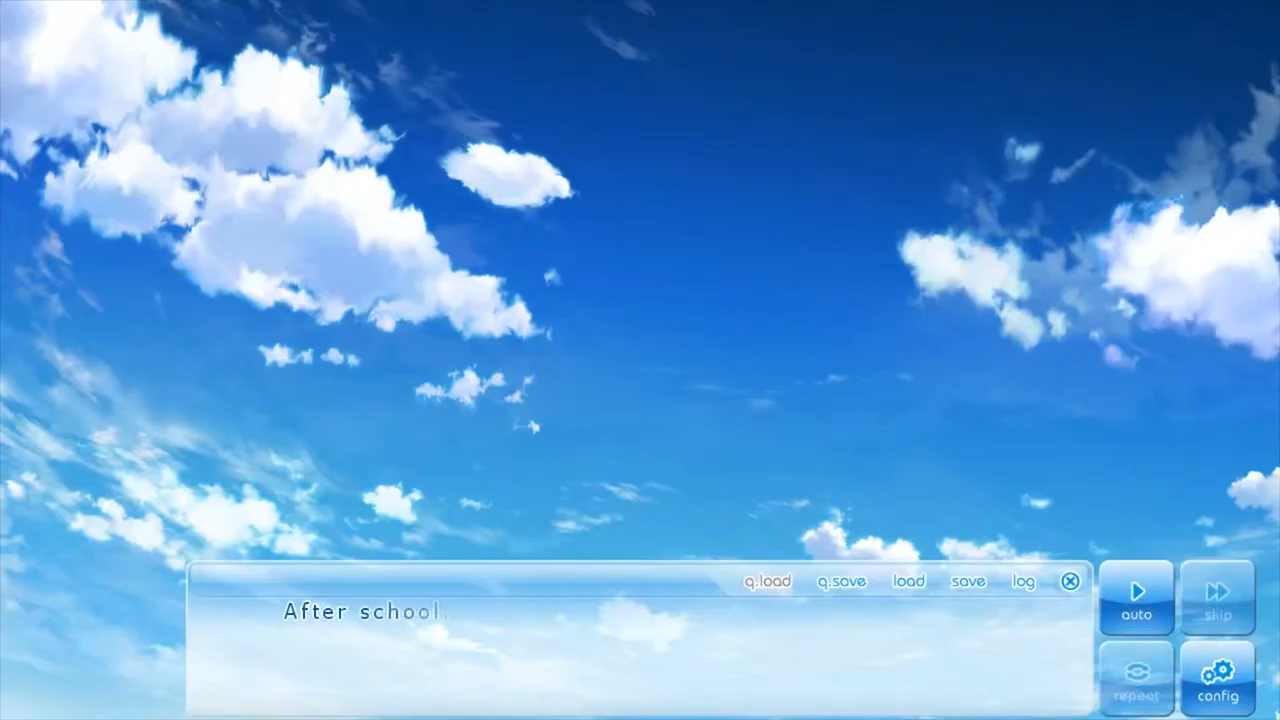 q.load q.save load save log
After school.
auto
skip
repeat
config